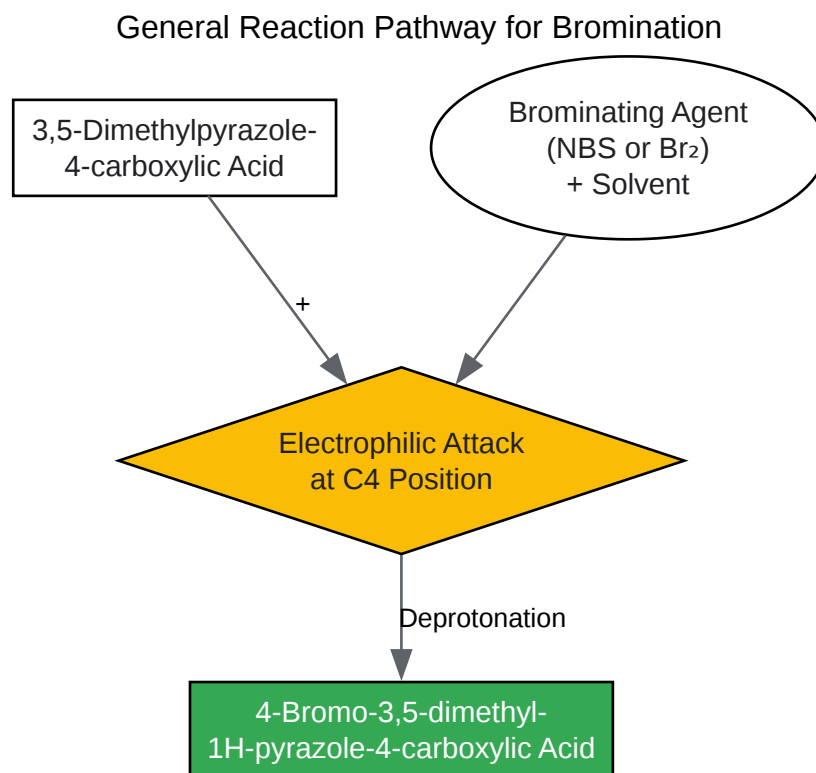 General Reaction Pathway for Bromination
3,5-Dimethylpyrazole-
4-carboxylic Acid
Brominating Agent
(NBS or Br₂)
+ Solvent
+
Electrophilic Attack
at C4 Position
Deprotonation
4-Bromo-3,5-dimethyl-
1H-pyrazole-4-carboxylic Acid